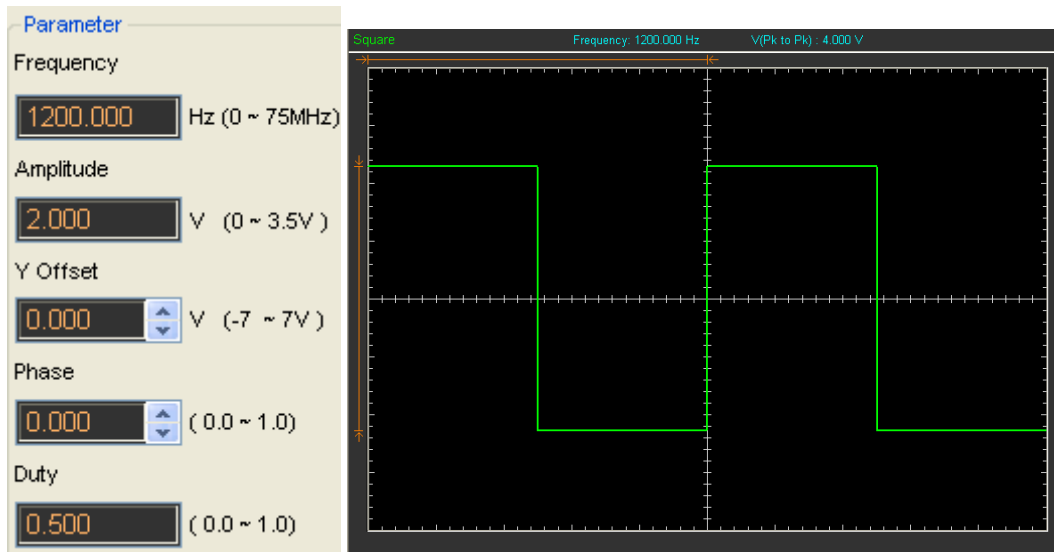 Parameter
Frequency
1200.000 Hz (0 ~ 75MHz)
Amplitude
2.000 V (0 ~ 3.5V )
Y Offset
0.000 V (-7 ~ 7V )
Phase
0.000 ( 0.0 ~ 1.0)
Duty
0.500 ( 0.0 ~ 1.0)
Square Frequency: 1200.000 Hz V(Pk to Pk) : 4.000 V